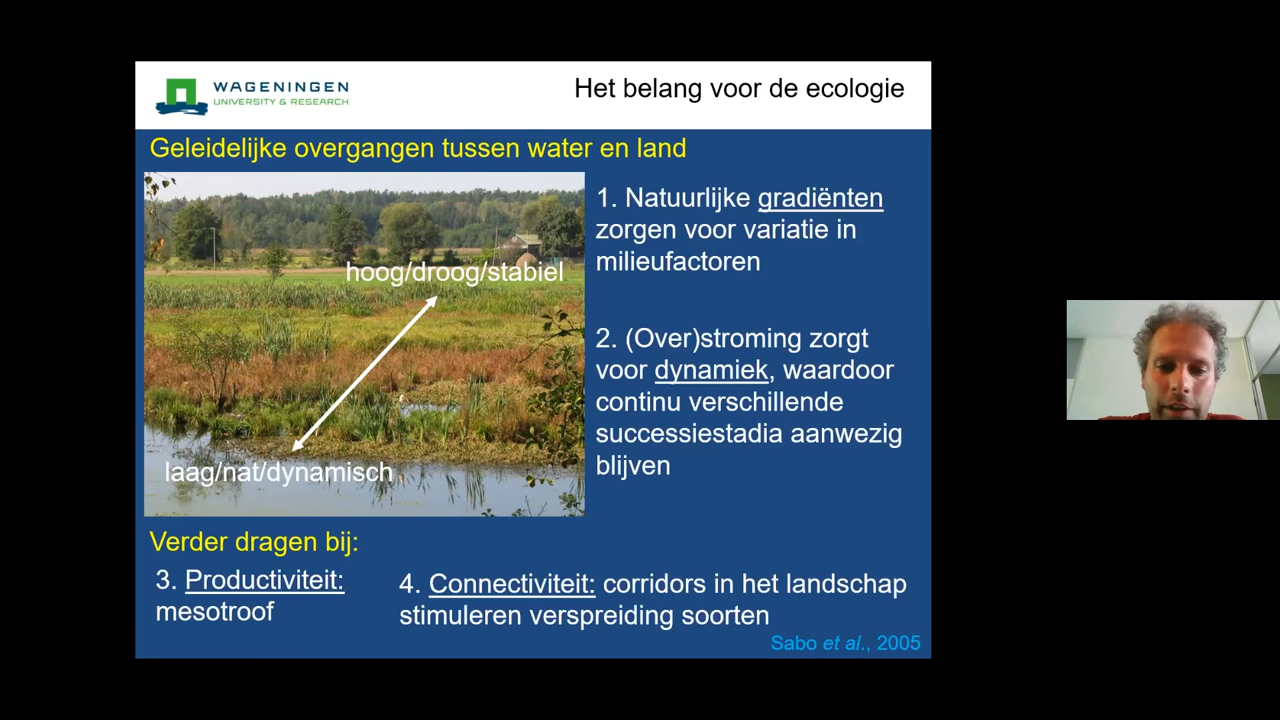 WAGENINGEN
UNIVERSITY & RESEARCH
Het belang voor de ecologie
Geleidelijke overgangen tussen water en land
hoog/droog/stabiel
laag/nat/dynamisch
1. Natuurlijke gradiënten
zorgen voor variatie in
milieufactoren
2. (Over)stroming zorgt
voor dynamiek, waardoor
continu verschillende
successiestadia aanwezig
blijven
Verder dragen bij:
3. Productiviteit:
mesotroof
4. Connectiviteit: corridors in het landschap
stimuleren verspreiding soorten
Sabo et al., 2005